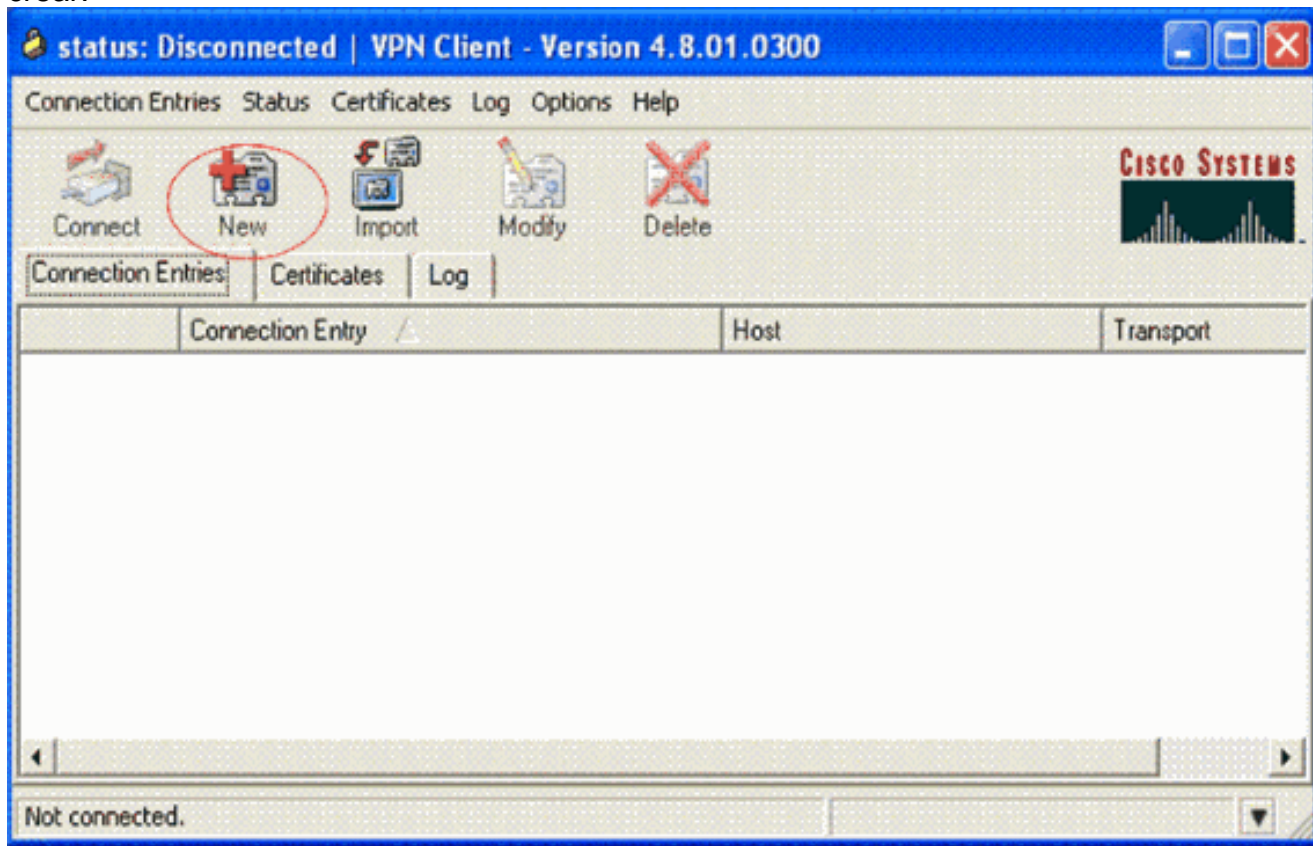 status: Disconnected | VPN Client - Version 4.8.01.0300
Connection Entries Status Certificates Log Options Help
Connect New Import Modify Delete
CISCO SYSTEMS
Connection Entries Certificates Log
Connection Entry Host Transport
Not connected.